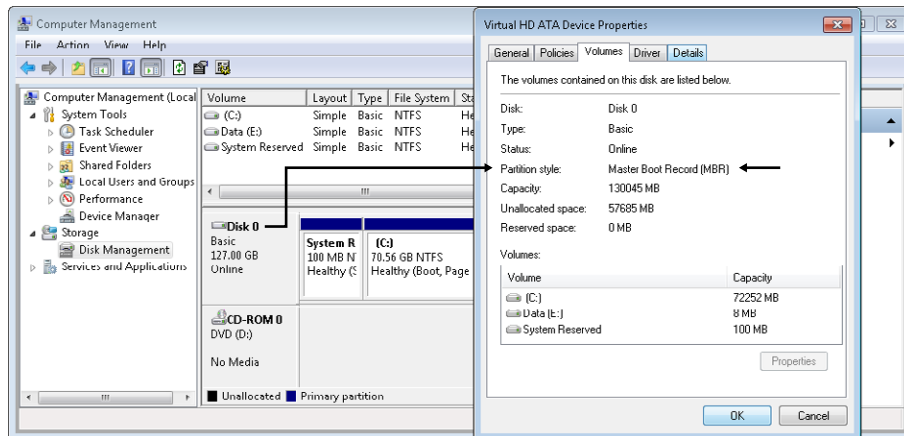 Computer Management
File Action View Help
Computer Management (Local
System Tools
Task Scheduler
Event Viewer
Shared Folders
Local Users and Groups
Performance
Device Manager
Storage
Disk Management
Services and Applications
Volume Layout Type File System Sta
(C:) Simple Basic NTFS He
Data (E:) Simple Basic NTFS He
System Reserved Simple Basic NTFS He
Disk 0
Basic
127.00 GB
Online
System R
100 MB N
Healthy (S
(C:)
70.56 GB NTFS
Healthy (Boot, Page
CD-ROM 0
DVD (D:)
No Media
Unallocated Primary partition
Virtual HD ATA Device Properties
General Policies Volumes Driver Details
The volumes contained on this disk are listed below.
Disk: Disk 0
Type: Basic
Status: Online
Partition style: Master Boot Record (MBR)
Capacity: 130045 MB
Unallocated space: 57685 MB
Reserved space: 0 MB
Volumes:
Volume Capacity
(C:) 72252 MB
Data (E:) 8 MB
System Reserved 100 MB
Properties
OK Cancel